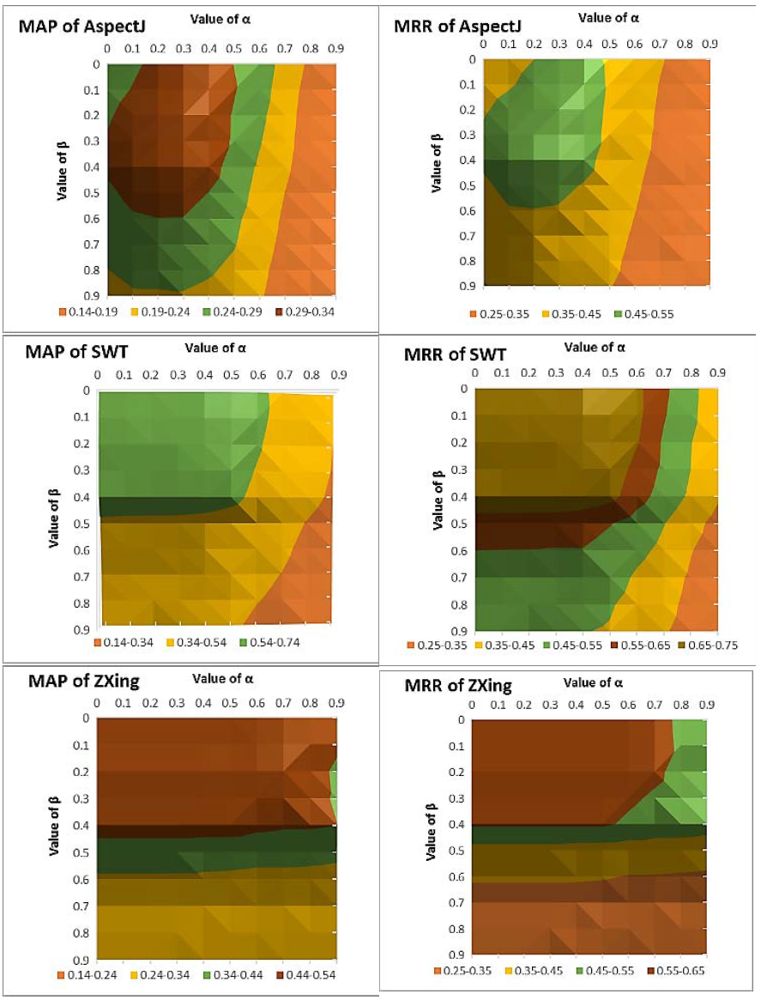 MAP of AspectJ
Value of α
0 0.1 0.2 0.3 0.4 0.5 0.6 0.7 0.8 0.9
Value of β
0
0.1
0.2
0.3
0.4
0.5
0.6
0.7
0.8
0.9
0.14-0.19 0.19-0.24 0.24-0.29 0.29-0.34
MRR of AspectJ
Value of α
0 0.1 0.2 0.3 0.4 0.5 0.6 0.7 0.8 0.9
Value of β
0
0.1
0.2
0.3
0.4
0.5
0.6
0.7
0.8
0.9
0.25-0.35 0.35-0.45 0.45-0.55
MAP of SWT
Value of α
0 0.1 0.2 0.3 0.4 0.5 0.6 0.7 0.8 0.9
Value of β
0
0.1
0.2
0.3
0.4
0.5
0.6
0.7
0.8
0.9
0.14-0.34 0.34-0.54 0.54-0.74
MRR of SWT
Value of α
0 0.1 0.2 0.3 0.4 0.5 0.6 0.7 0.8 0.9
Value of β
0
0.1
0.2
0.3
0.4
0.5
0.6
0.7
0.8
0.9
0.25-0.35 0.35-0.45 0.45-0.55 0.55-0.65 0.65-0.75
MAP of ZXing
Value of α
0 0.1 0.2 0.3 0.4 0.5 0.6 0.7 0.8 0.9
Value of β
0
0.1
0.2
0.3
0.4
0.5
0.6
0.7
0.8
0.9
0.14-0.24 0.24-0.34 0.34-0.44 0.44-0.54
MRR of ZXing
Value of α
0 0.1 0.2 0.3 0.4 0.5 0.6 0.7 0.8 0.9
Value of β
0
0.1
0.2
0.3
0.4
0.5
0.6
0.7
0.8
0.9
0.25-0.35 0.35-0.45 0.45-0.55 0.55-0.65